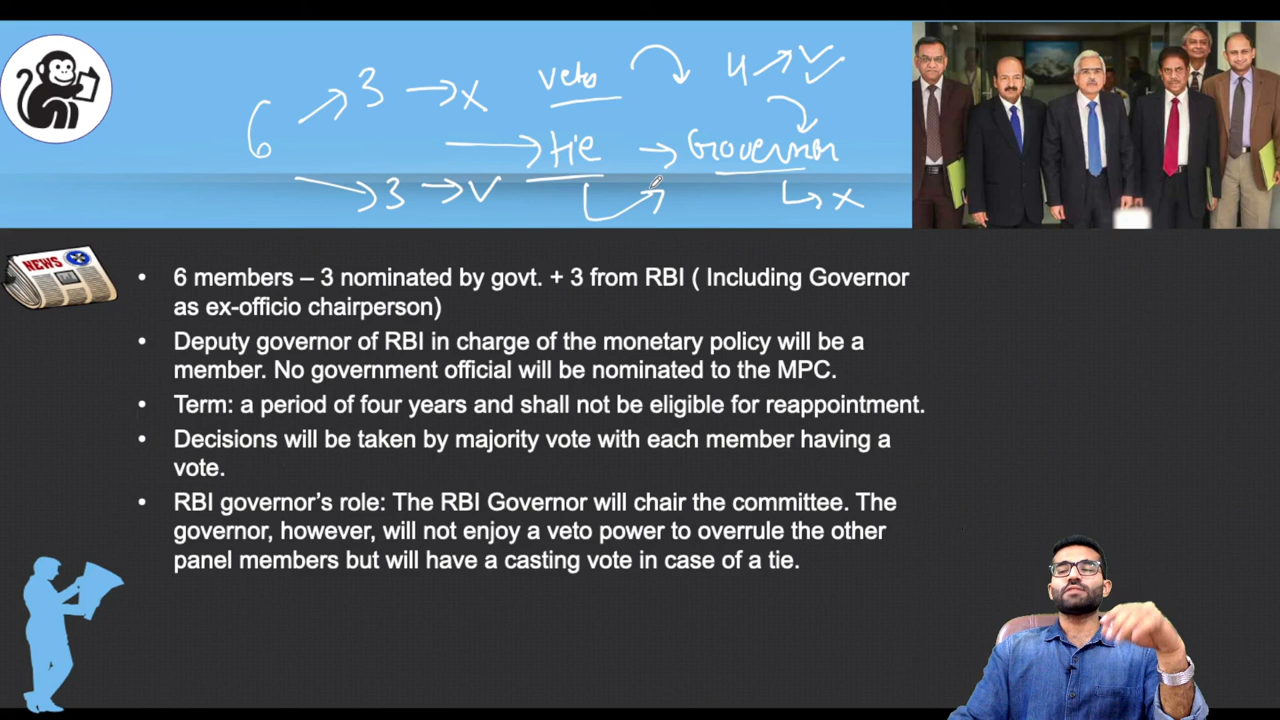 6 → 3 → x veto 4 → ✓
→ tie → Governor
→ 3 → ✓ → x
NEWS
• 6 members – 3 nominated by govt. + 3 from RBI ( Including Governor
as ex-officio chairperson)
• Deputy governor of RBI in charge of the monetary policy will be a
member. No government official will be nominated to the MPC.
• Term: a period of four years and shall not be eligible for reappointment.
• Decisions will be taken by majority vote with each member having a
vote.
• RBI governor’s role: The RBI Governor will chair the committee. The
governor, however, will not enjoy a veto power to overrule the other
panel members but will have a casting vote in case of a tie.